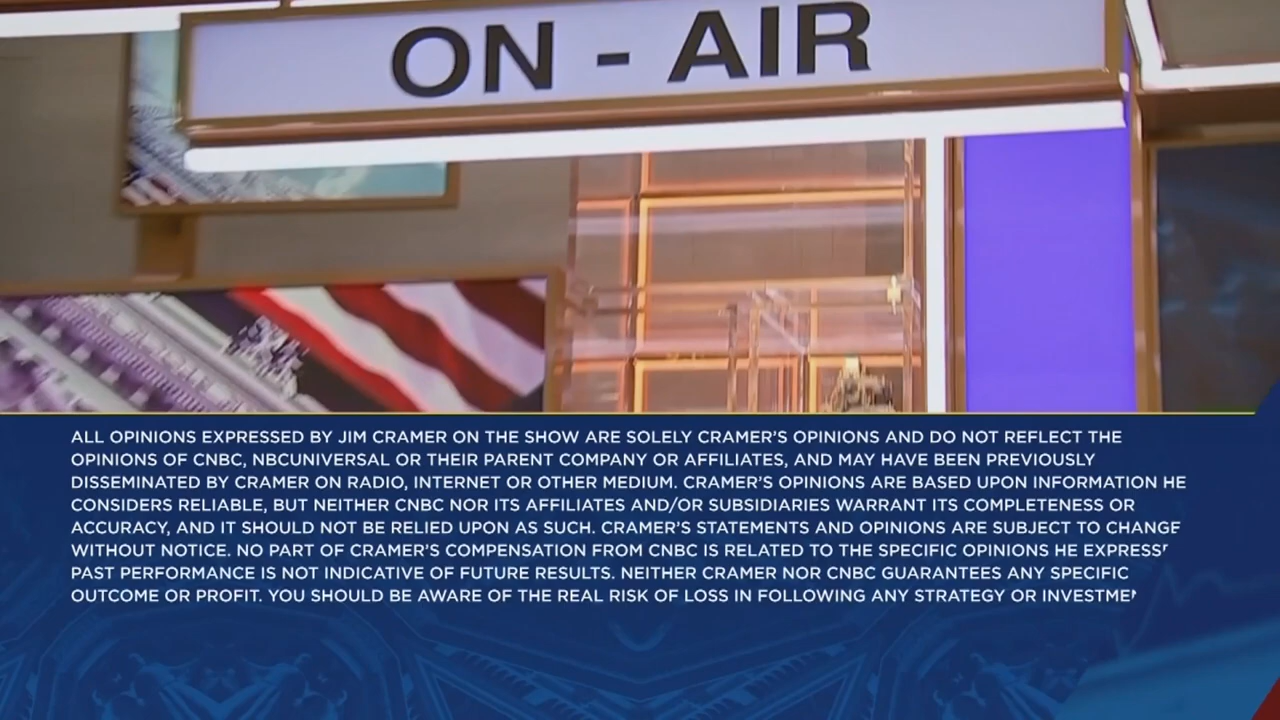 ON - AIR
ALL OPINIONS EXPRESSED BY JIM CRAMER ON THE SHOW ARE SOLELY CRAMER'S OPINIONS AND DO NOT REFLECT THE
OPINIONS OF CNBC, NBCUNIVERSAL OR THEIR PARENT COMPANY OR AFFILIATES, AND MAY HAVE BEEN PREVIOUSLY
DISSEMINATED BY CRAMER ON RADIO, INTERNET OR OTHER MEDIUM. CRAMER'S OPINIONS ARE BASED UPON INFORMATION HE
CONSIDERS RELIABLE, BUT NEITHER CNBC NOR ITS AFFILIATES AND/OR SUBSIDIARIES WARRANT ITS COMPLETENESS OR
ACCURACY, AND IT SHOULD NOT BE RELIED UPON AS SUCH. CRAMER'S STATEMENTS AND OPINIONS ARE SUBJECT TO CHANGE
WITHOUT NOTICE. NO PART OF CRAMER'S COMPENSATION FROM CNBC IS RELATED TO THE SPECIFIC OPINIONS HE
PAST PERFORMANCE IS NOT INDICATIVE OF FUTURE RESULTS. NEITHER CRAMER NOR CNBC GUARANTEES ANY SPECIFIC
OUTCOME OR PROFIT. YOU SHOULD BE AWARE OF THE REAL RISK OF LOSS IN FOLLOWING ANY STRATEGY OR